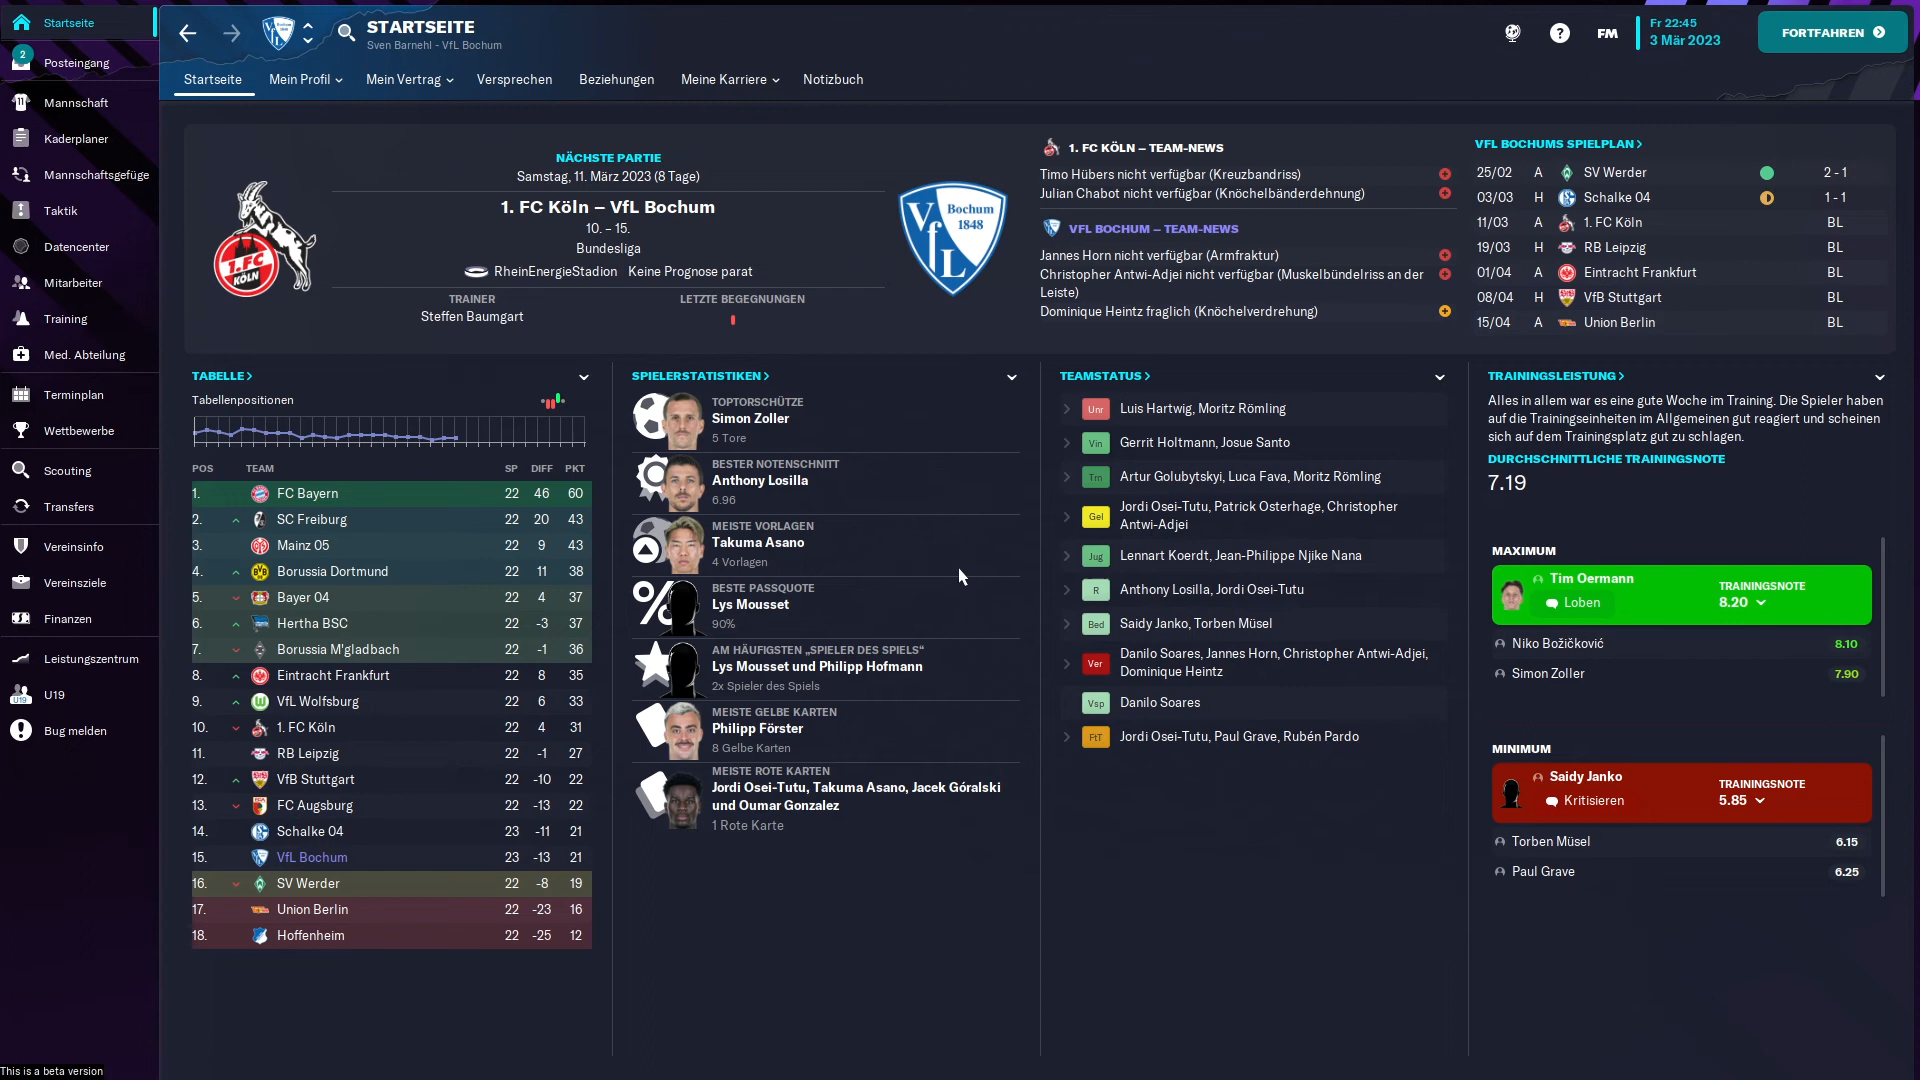 Startseite
2
Posteingang
Mannschaft
Kaderplaner
Mannschaftsgefüge
Taktik
Datencenter
Mitarbeiter
Training
Med. Abteilung
Terminplan
Wettbewerbe
Scouting
Transfers
Vereinsinfo
Vereinsziele
Finanzen
Leistungszentrum
U19
U19
Bug melden
This is a beta version
STARTSEITE
Sven Barnehl - VfL Bochum
FM
Fr 22:45
3 Mär 2023
FORTFAHREN
Startseite
Mein Profil
Mein Vertrag
Versprechen
Beziehungen
Meine Karriere
Notizbuch
NÄCHSTE PARTIE
Samstag, 11. März 2023 (8 Tage)
1. FC Köln – VfL Bochum
10. – 15.
Bundesliga
RheinEnergieStadion Keine Prognose parat
TRAINER
Steffen Baumgart
LETZTE BEGEGNUNGEN
1.FC
KÖLN
Bochum
1848
VfL
1. FC KÖLN – TEAM-NEWS
Timo Hübers nicht verfügbar (Kreuzbandriss)
Julian Chabot nicht verfügbar (Knöchelbänderdehnung)
VFL BOCHUM – TEAM-NEWS
Jannes Horn nicht verfügbar (Armfraktur)
Christopher Antwi-Adjei nicht verfügbar (Muskelbündelriss an der
Leiste)
Dominique Heintz fraglich (Knöchelverdrehung)
VFL BOCHUMS SPIELPLAN
25/02 A SV Werder 2 - 1
03/03 H Schalke 04 1 - 1
11/03 A 1. FC Köln BL
19/03 H RB Leipzig BL
01/04 A Eintracht Frankfurt BL
08/04 H VfB Stuttgart BL
15/04 A Union Berlin BL
TABELLE
Tabellenpositionen
POS TEAM SP DIFF PKT
1. FC Bayern 22 46 60
2. SC Freiburg 22 20 43
3. Mainz 05 22 9 43
4. Borussia Dortmund 22 11 38
5. Bayer 04 22 4 37
6. Hertha BSC 22 -3 37
7. Borussia M'gladbach 22 -1 36
8. Eintracht Frankfurt 22 8 35
9. VfL Wolfsburg 22 6 33
10. 1. FC Köln 22 4 31
11. RB Leipzig 22 -1 27
12. VfB Stuttgart 22 -10 22
13. FC Augsburg 22 -13 22
14. Schalke 04 23 -11 21
15. VfL Bochum 23 -13 21
16. SV Werder 22 -8 19
17. Union Berlin 22 -23 16
18. Hoffenheim 22 -25 12
SPIELERSTATISTIKEN
TOPTORSCHÜTZE
Simon Zoller
5 Tore
BESTER NOTENSCHNITT
Anthony Losilla
6.96
MEISTE VORLAGEN
Takuma Asano
4 Vorlagen
%
BESTE PASSQUOTE
Lys Mousset
90%
AM HÄUFIGSTEN „SPIELER DES SPIELS“
Lys Mousset und Philipp Hofmann
2x Spieler des Spiels
MEISTE GELBE KARTEN
Philipp Förster
8 Gelbe Karten
MEISTE ROTE KARTEN
Jordi Osei-Tutu, Takuma Asano, Jacek Góralski
und Oumar Gonzalez
1 Rote Karte
TEAMSTATUS
Unr Luis Hartwig, Moritz Römling
Vin Gerrit Holtmann, Josue Santo
Trn Artur Golubytskyi, Luca Fava, Moritz Römling
Gel Jordi Osei-Tutu, Patrick Osterhage, Christopher
Antwi-Adjei
Jug Lennart Koerdt, Jean-Philippe Njike Nana
R Anthony Losilla, Jordi Osei-Tutu
Bed Saidy Janko, Torben Müsel
Ver Danilo Soares, Jannes Horn, Christopher Antwi-Adjei,
Dominique Heintz
Vsp Danilo Soares
FtT Jordi Osei-Tutu, Paul Grave, Rubén Pardo
TRAININGSLEISTUNG
Alles in allem war es eine gute Woche im Training. Die Spieler haben
auf die Trainingseinheiten im Allgemeinen gut reagiert und scheinen
sich auf dem Trainingsplatz gut zu schlagen.
DURCHSCHNITTLICHE TRAININGSNOTE
7.19
MAXIMUM
Tim Oermann
Loben
TRAININGSNOTE
8.20
Niko Božičković 8.10
Simon Zoller 7.90
MINIMUM
Saidy Janko
Kritisieren
TRAININGSNOTE
5.85
Torben Müsel 6.15
Paul Grave 6.25